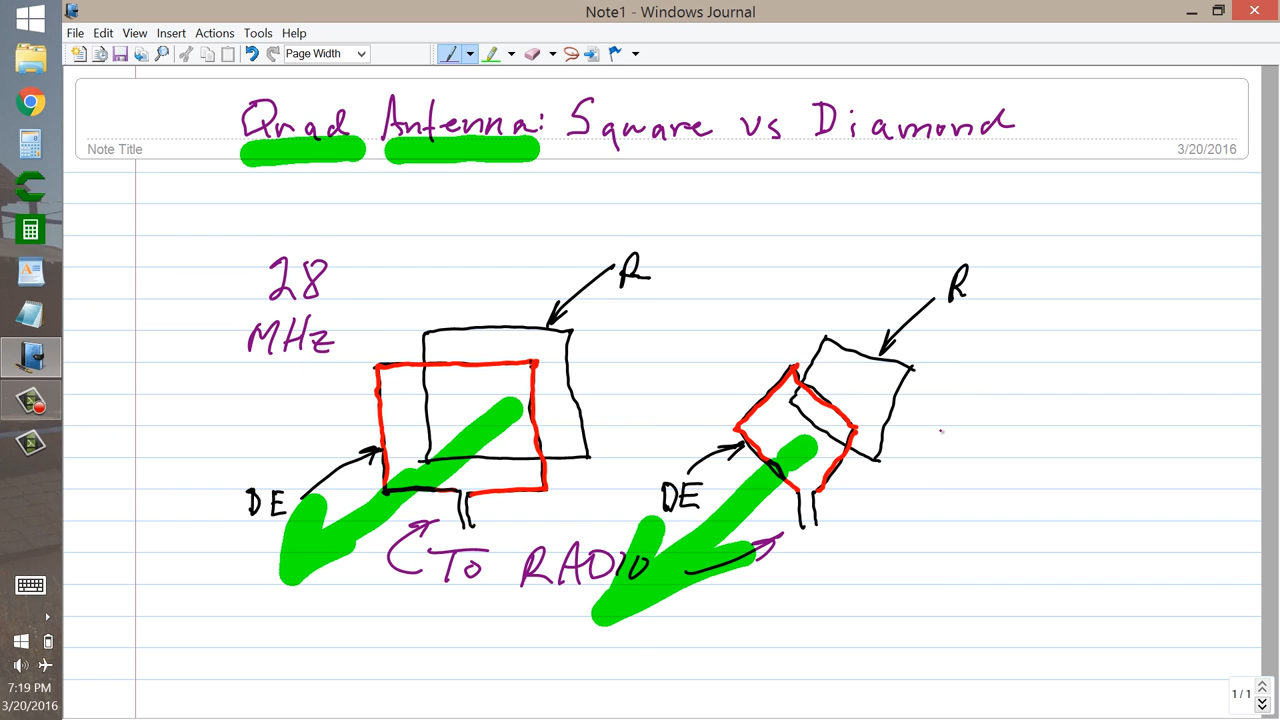 Note1 - Windows Journal
File Edit View Insert Actions Tools Help
Page Width
Quad Antenna: Square vs Diamond
Note Title
3/20/2016
28
MHz
R
R
DE
DE
TO RADIO
7:19 PM
3/20/2016
1/1